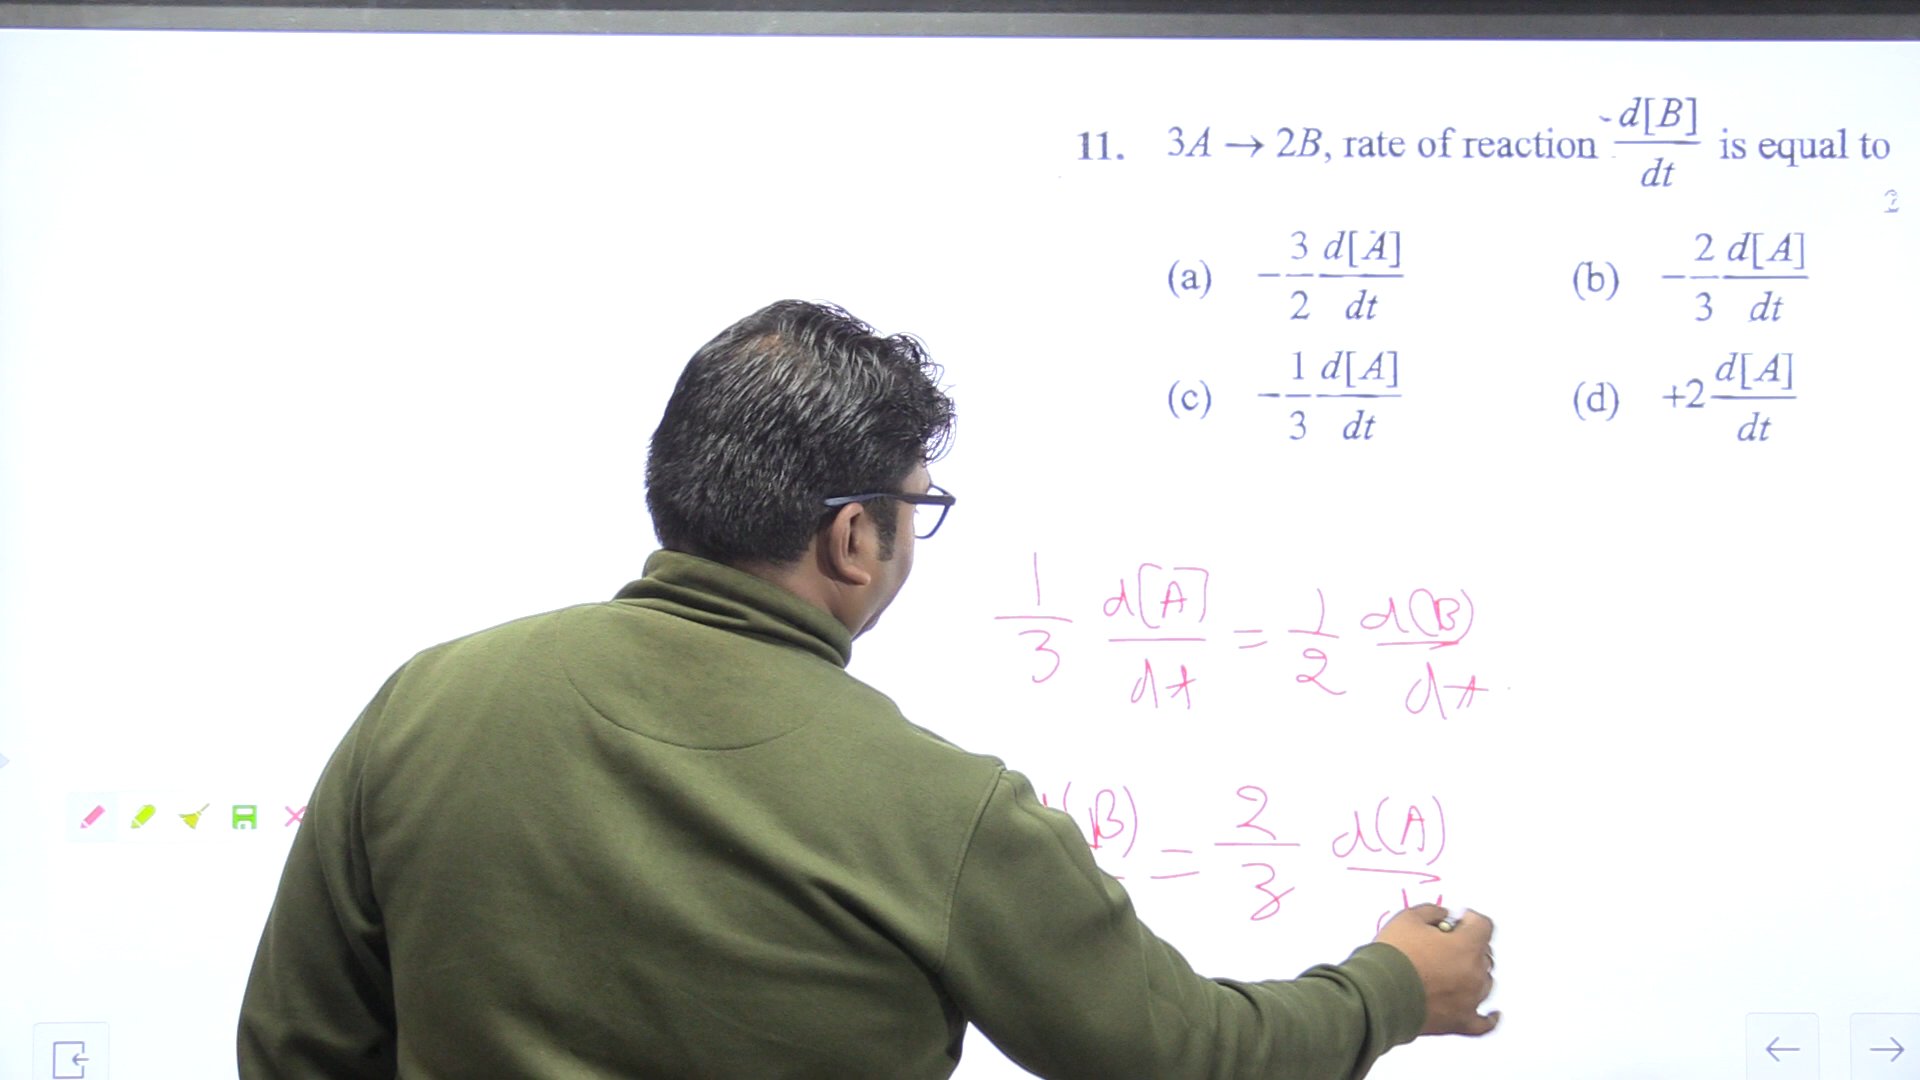 11. 3A → 2B, rate of reaction -d[B]/dt is equal to
(a) -3/2 d[A]/dt (b) -2/3 d[A]/dt
(c) -1/3 d[A]/dt (d) +2 d[A]/dt
1/3 d[A]/dt = 1/2 d(B)/dt
(B) = 2/3 d(A)